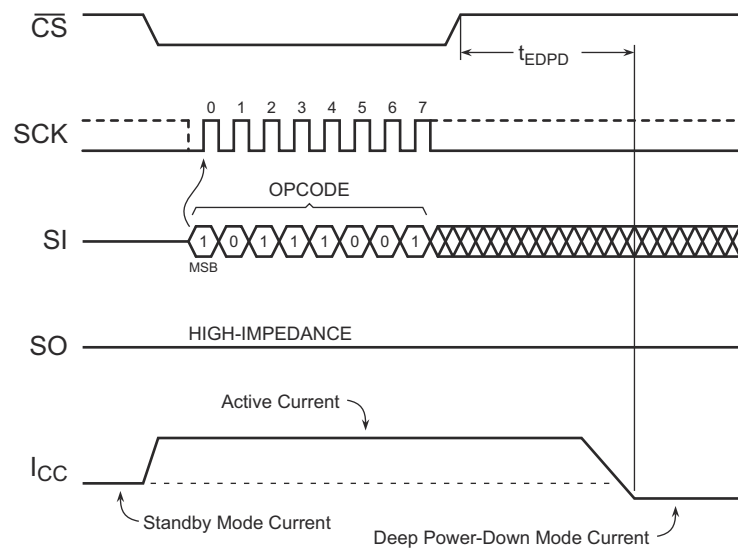 CS
tEDPD
0 1 2 3 4 5 6 7
SCK
OPCODE
SI
1 0 1 1 1 0 0 1
MSB
HIGH-IMPEDANCE
SO
Active Current
ICC
Standby Mode Current
Deep Power-Down Mode Current